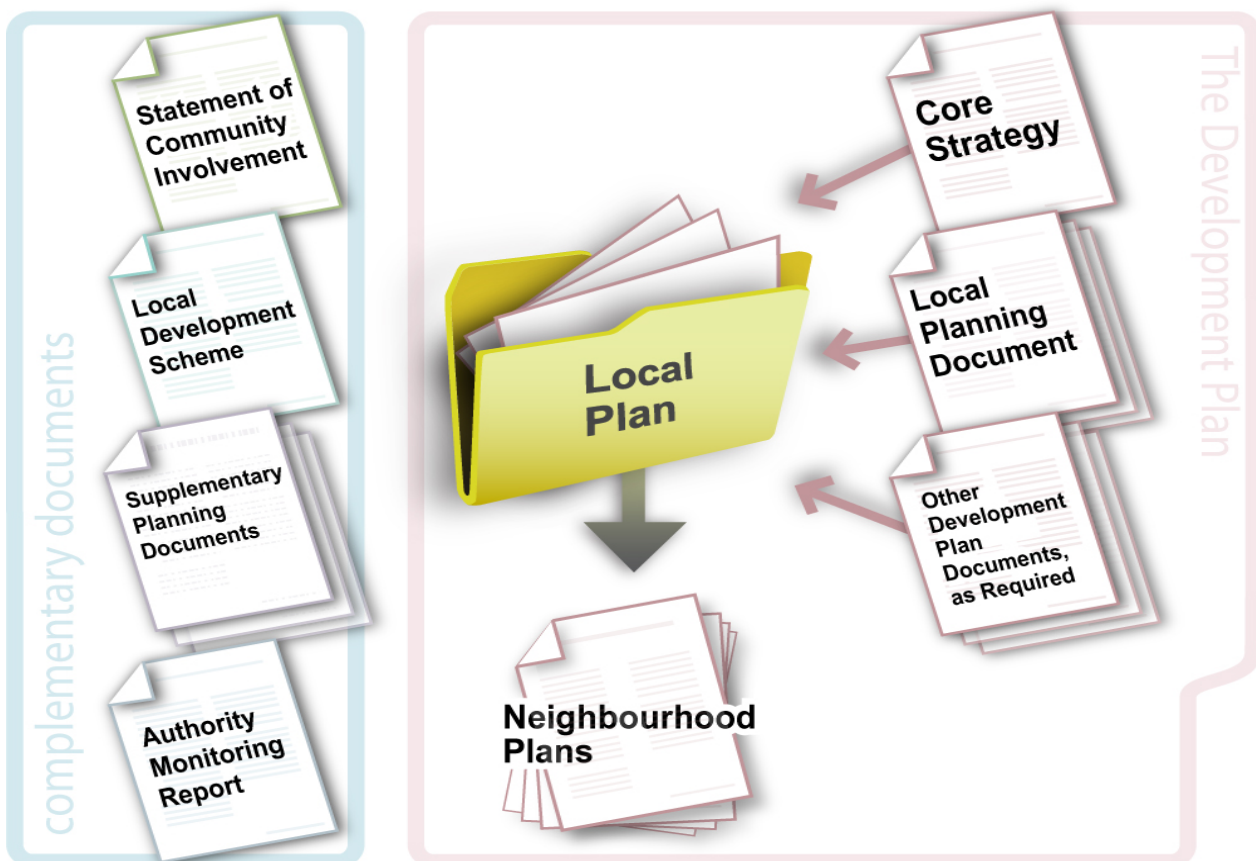 complementary documents
Statement of
Community
Involvement
Local
Development
Scheme
Supplementary
Planning
Documents
Authority
Monitoring
Report
The Development Plan
Local
Plan
Core
Strategy
Local
Planning
Document
Other
Development
Plan
Documents,
as Required
Neighbourhood
Plans